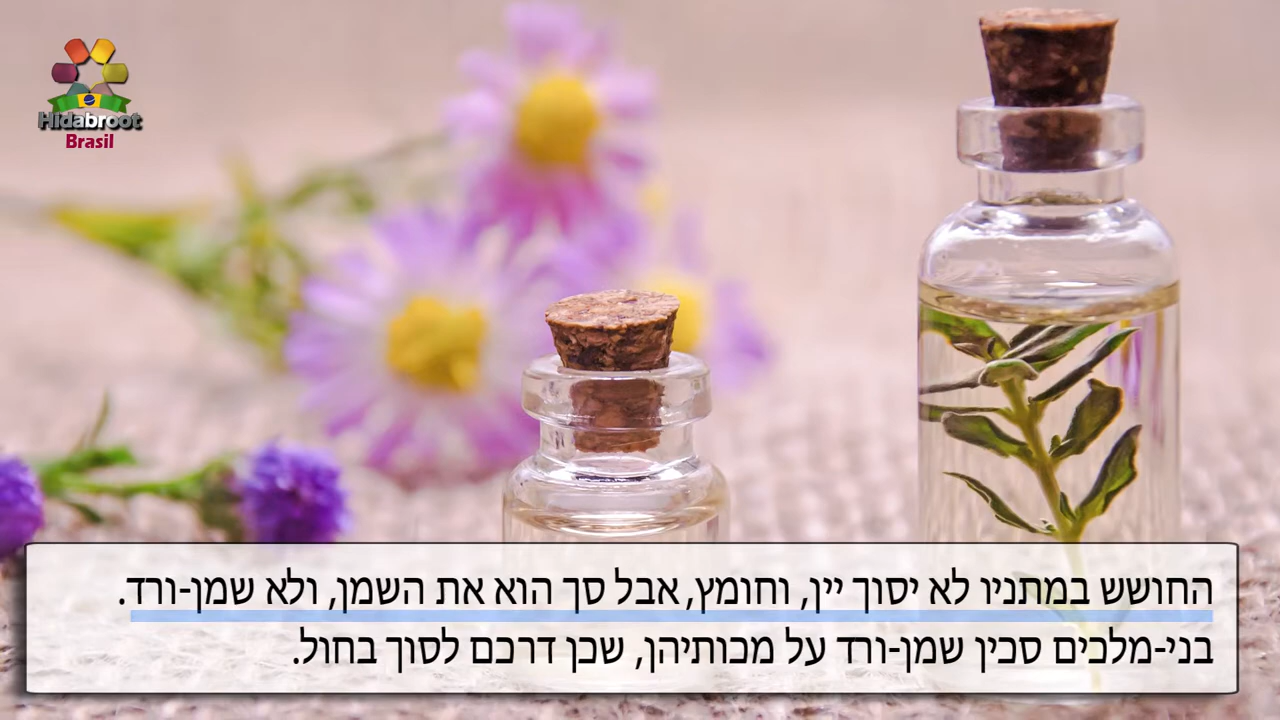 Hidabroot
Brasil
החושש במתניו לא יסוך יין, וחומץ, אבל סך הוא את השמן, ולא שמן-ורד.
בני-מלכים סכין שמן-ורד על מכותיהן, שכן דרכם לסוך בחול.